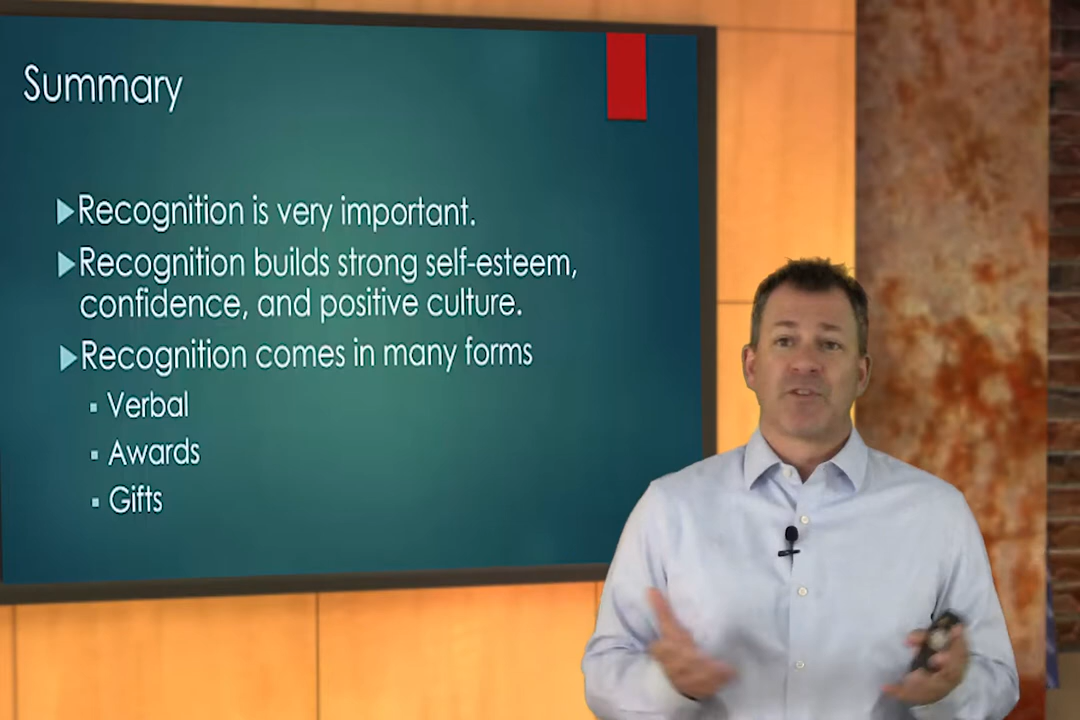 Summary
Recognition is very important.
Recognition builds strong self-esteem,
confidence, and positive culture.
Recognition comes in many forms
Verbal
Awards
Gifts